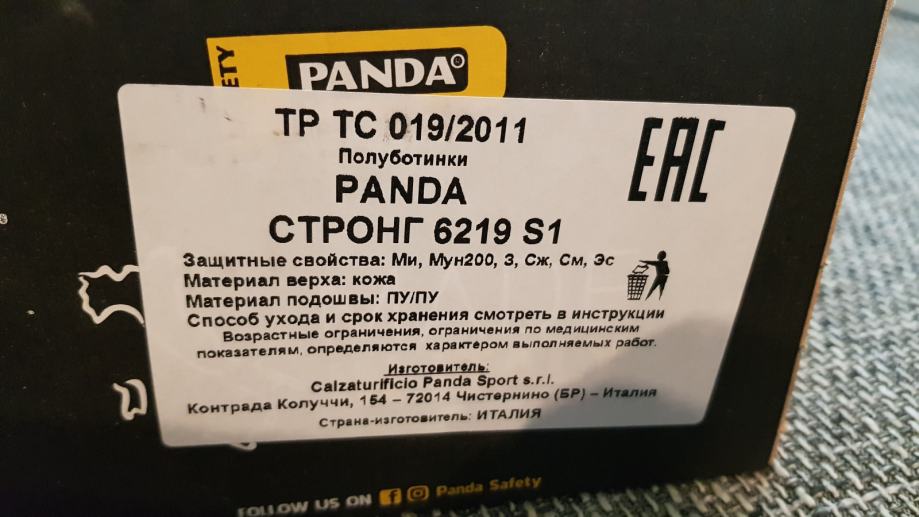 ETY
PANDA
ТР ТС 019/2011
Полуботинки
PANDA
СТРОНГ 6219 S1
EAC
Защитные свойства: Ми, Мун200, З, Сж, См, Эс
Материал верха: кожа
Материал подошвы: ПУ/ПУ
Способ ухода и срок хранения смотреть в инструкции
Возрастные ограничения, ограничения по медицинским
показателям, определяются характером выполняемых работ.
Изготовитель:
Calzaturificio Panda Sport s.r.l.
Контрада Колуччи, 154 – 72014 Чистернино (БР) – Италия
Страна-изготовитель: ИТАЛИЯ
FOLLOW US ON Panda Safety